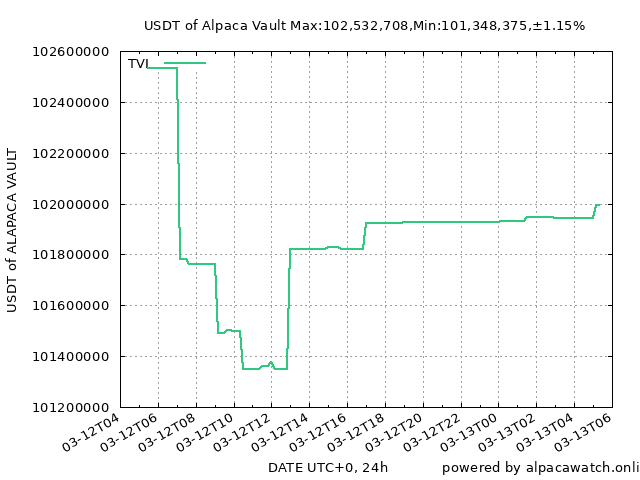 USDT of Alpaca Vault Max:102,532,708,Min:101,348,375,±1.15%
USDT of ALAPACA VAULT
TVL
102600000
102400000
102200000
102000000
101800000
101600000
101400000
101200000
03-12T04
03-12T06
03-12T08
03-12T10
03-12T12
03-12T14
03-12T16
03-12T18
03-12T20
03-12T22
03-13T00
03-13T02
03-13T04
03-13T06
DATE UTC+0, 24h
powered by alpacawatch.onli